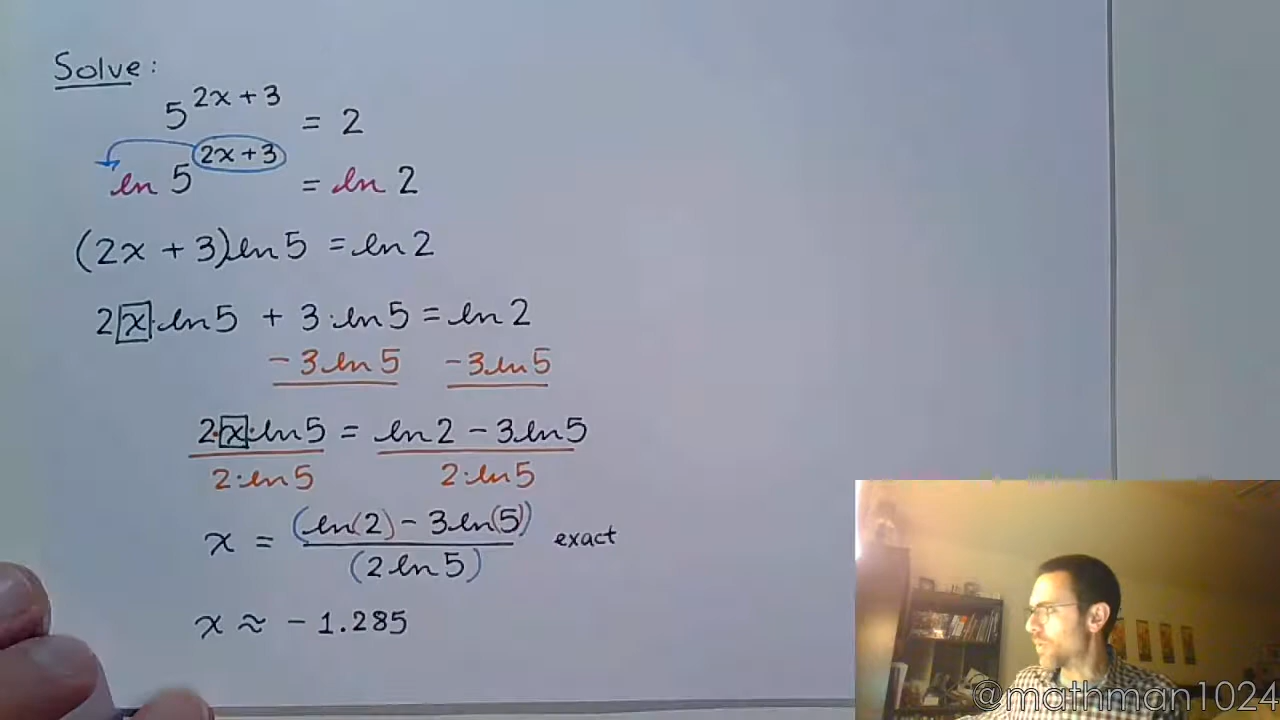 Solve:
5^(2x + 3) = 2
ln 5^(2x + 3) = ln 2
(2x + 3)ln 5 = ln 2
2x·ln 5 + 3·ln 5 = ln 2
- 3 ln 5 - 3 ln 5
2·x·ln 5 = ln 2 - 3 ln 5
2·ln 5 2·ln 5
x = (ln(2) - 3 ln(5)) / (2 ln 5) exact
x ≈ - 1.285
@mathman1024